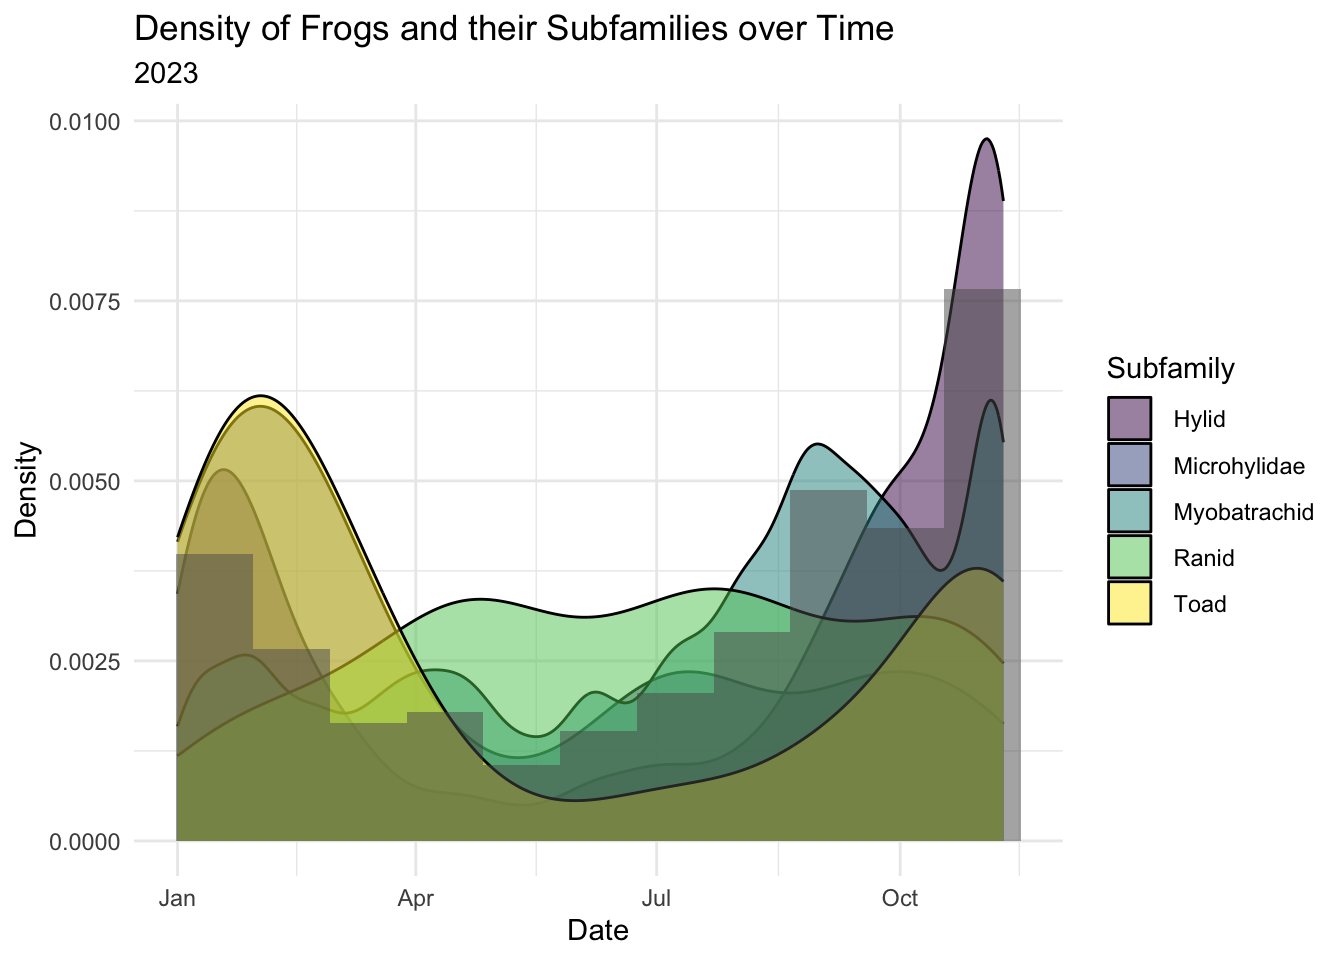 Density of Frogs and their Subfamilies over Time
2023
Density
0.0100
0.0075
0.0050
0.0025
0.0000
Jan
Apr
Jul
Oct
Date
Subfamily
Hylid
Microhylidae
Myobatrachid
Ranid
Toad